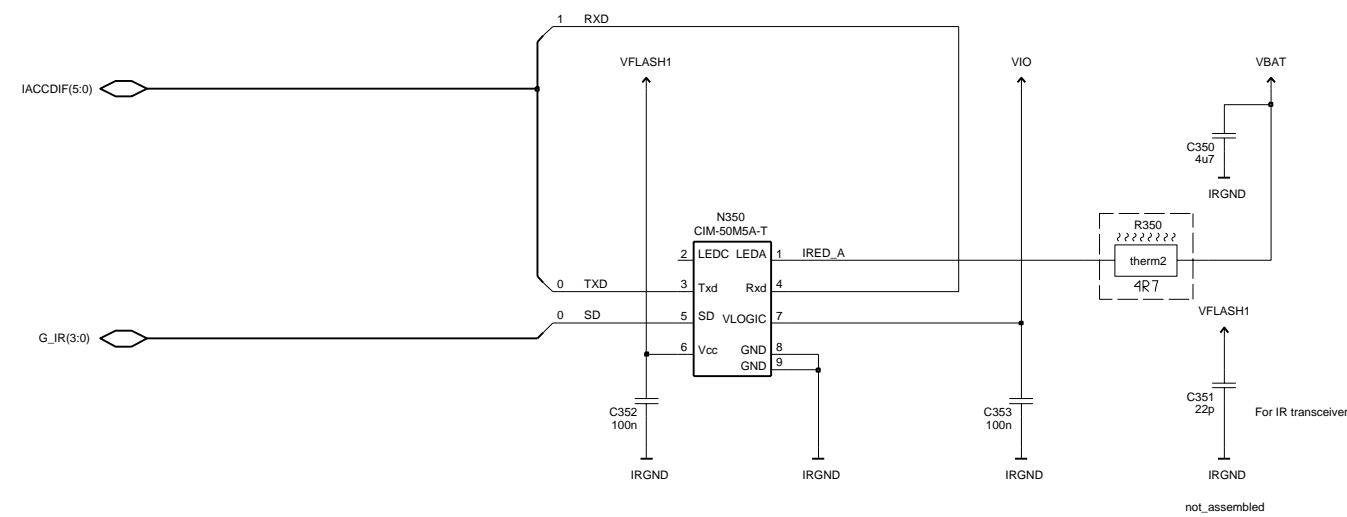 1 RXD
VFLASH1
VIO
VBAT
IACCDIF(5:0)
C350
4u7
IRGND
N350
CIM-50M5A-T
R350
2 LEDC LEDA 1 IRED_A
therm2
4R7
0 TXD 3 Txd Rxd 4
0 SD 5 SD VLOGIC 7
VFLASH1
G_IR(3:0)
6 Vcc GND 8
GND 9
C352
100n
C353
100n
C351
22p
For IR transceiver
IRGND
IRGND
IRGND
IRGND
not_assembled